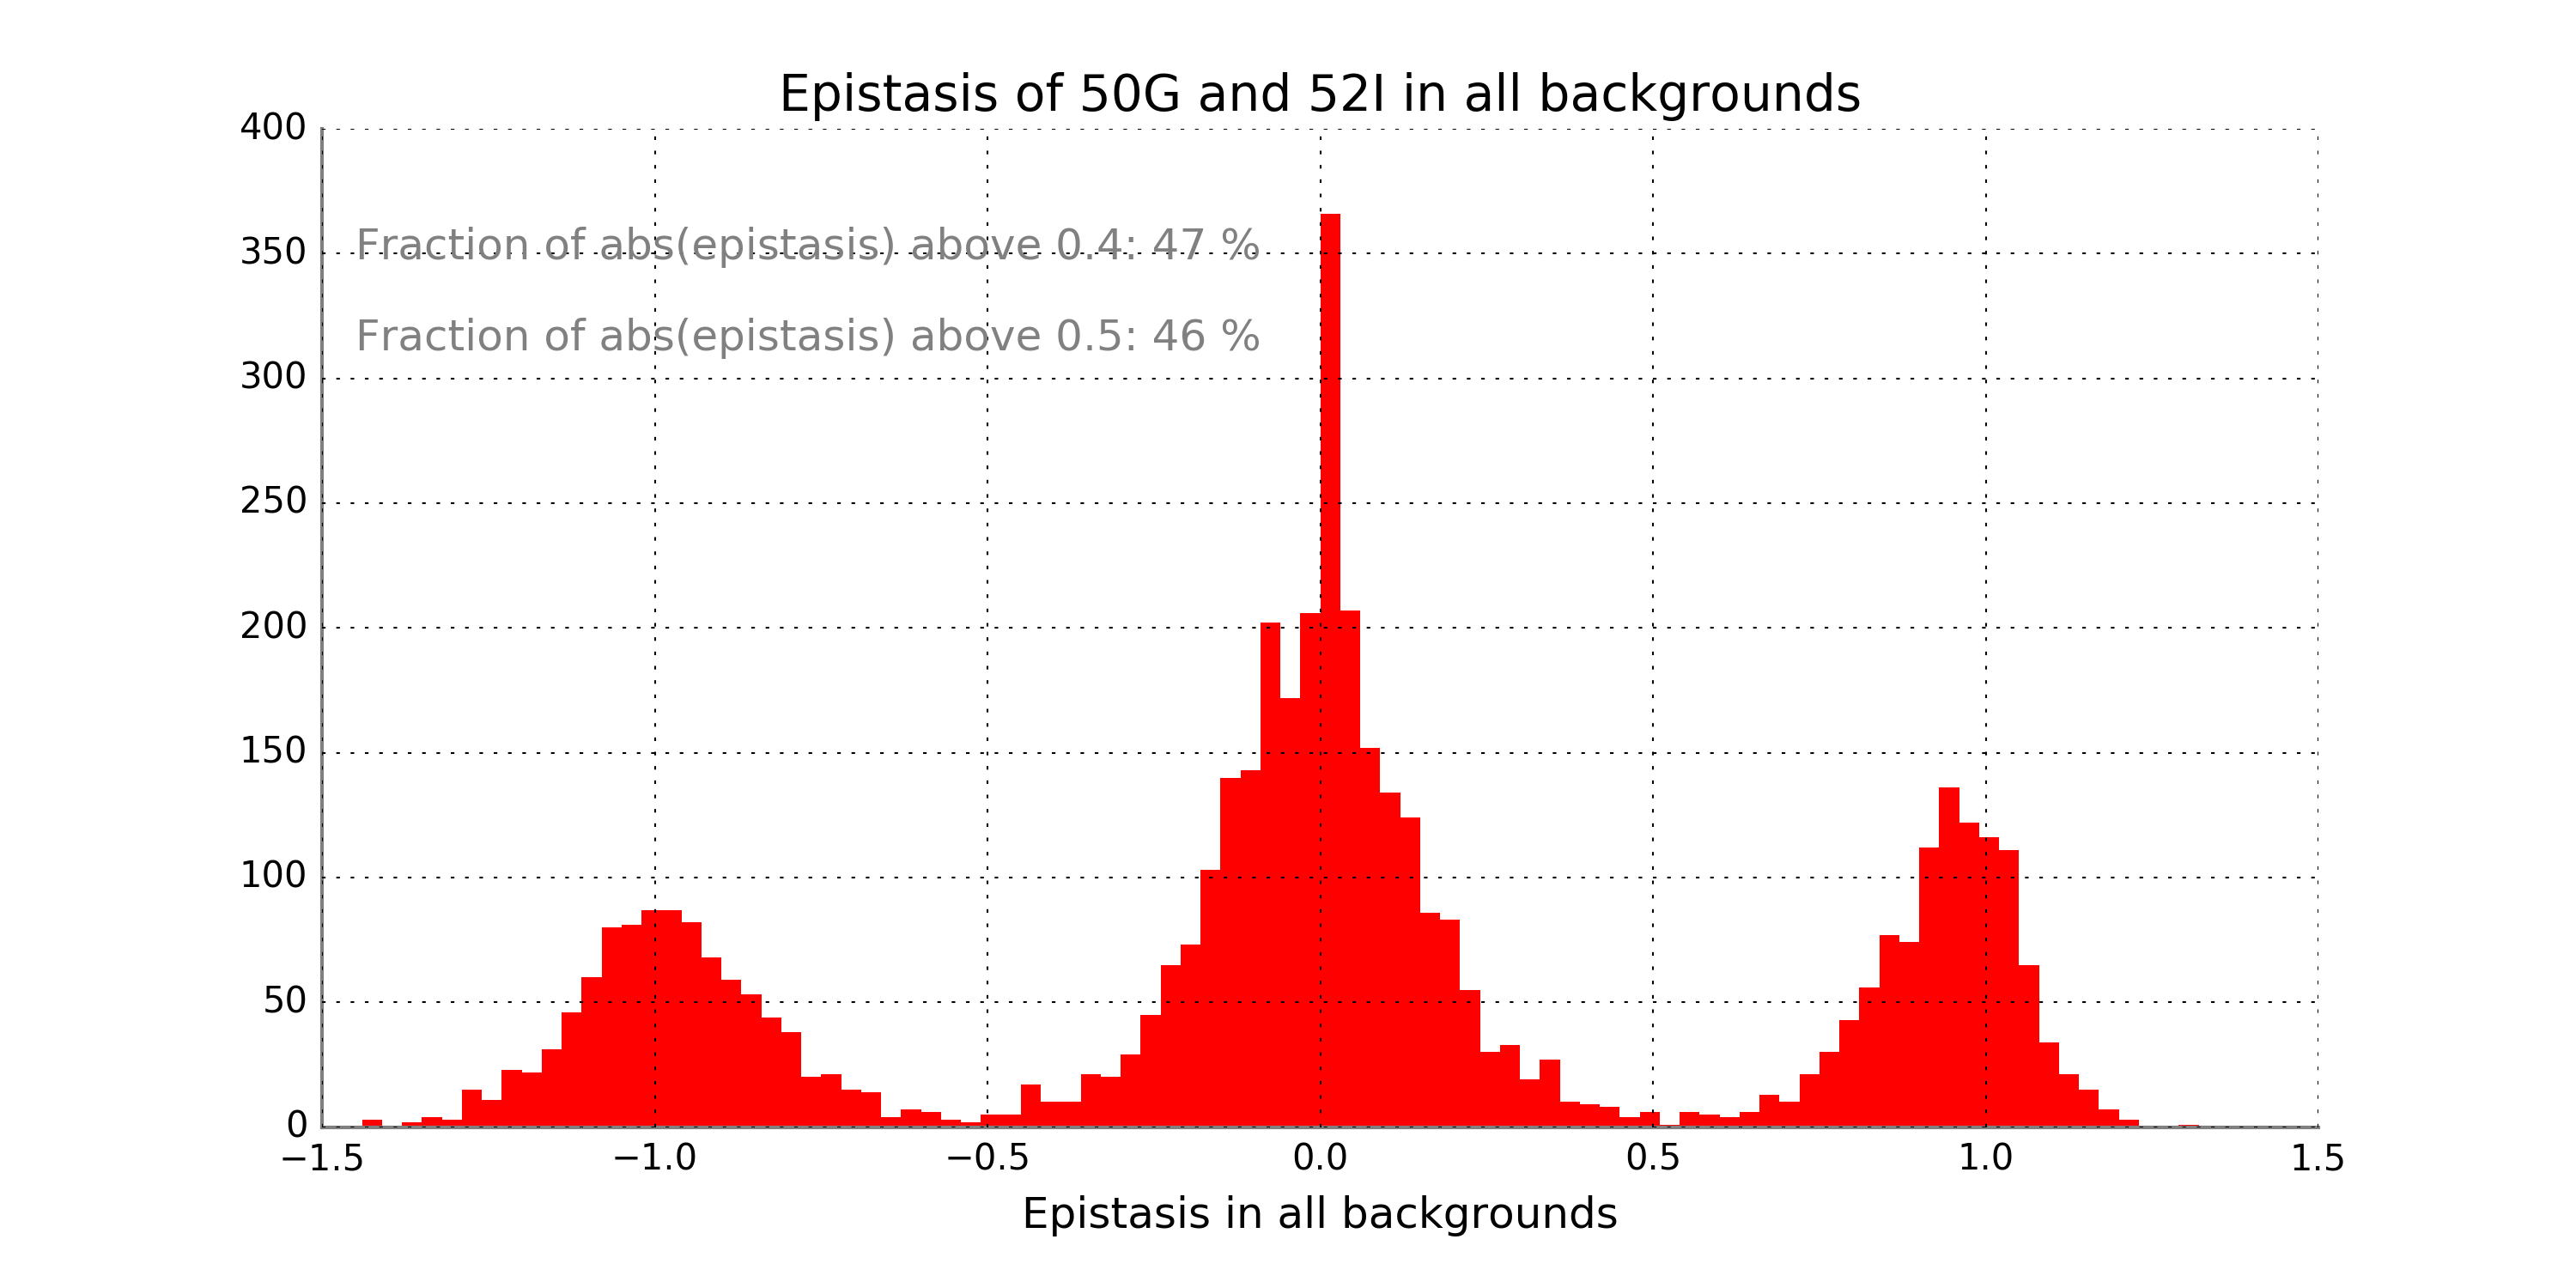 Epistasis of 50G and 52I in all backgrounds
400
350
300
250
200
150
100
50
0
Fraction of abs(epistasis) above 0.4: 47 %
Fraction of abs(epistasis) above 0.5: 46 %
−1.5 −1.0 −0.5 0.0 0.5 1.0 1.5
Epistasis in all backgrounds